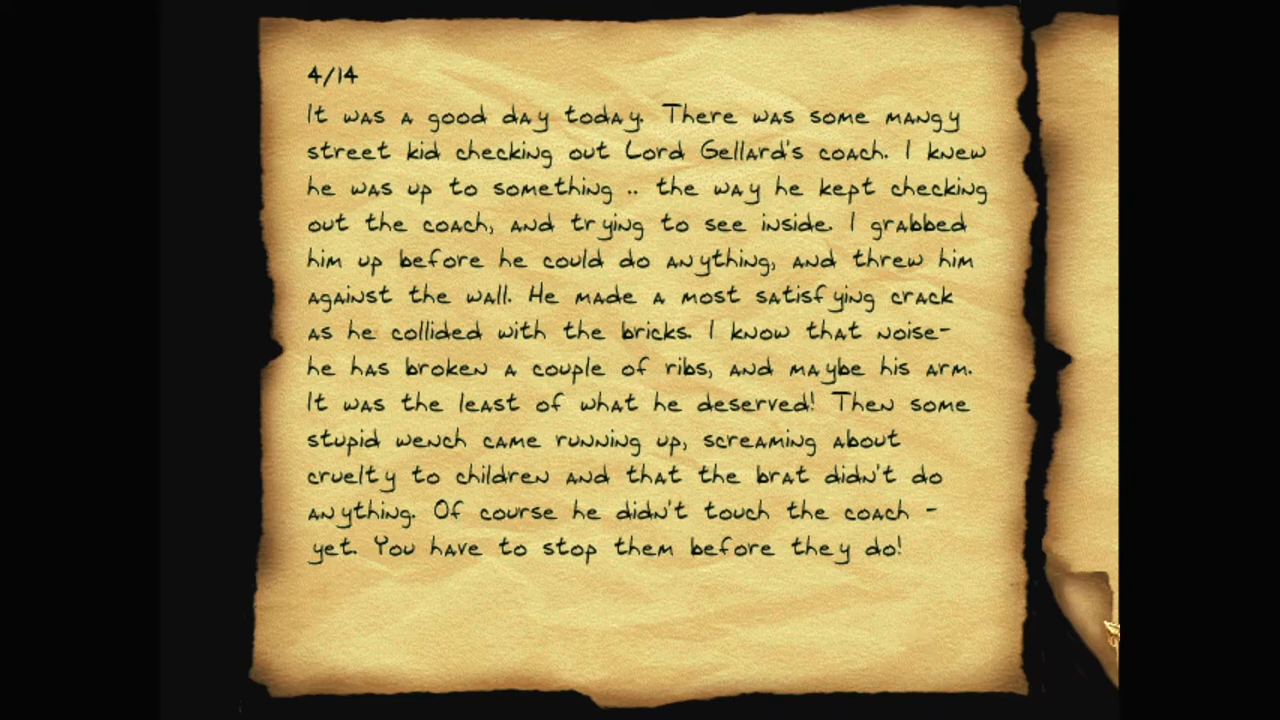 4/14
It was a good day today. There was some mangy
street kid checking out Lord Gellard's coach. I knew
he was up to something .. the way he kept checking
out the coach, and trying to see inside. I grabbed
him up before he could do anything, and threw him
against the wall. He made a most satisfying crack
as he collided with the bricks. I know that noise-
he has broken a couple of ribs, and maybe his arm.
It was the least of what he deserved! Then some
stupid wench came running up, screaming about
cruelty to children and that the brat didn't do
anything. Of course he didn't touch the coach -
yet. You have to stop them before they do!